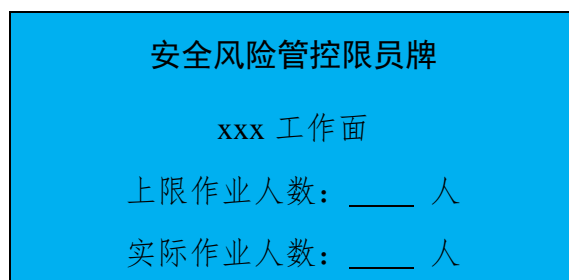 安全风险管控限员牌
xxx 工作面
上限作业人数：____ 人
实际作业人数：____ 人